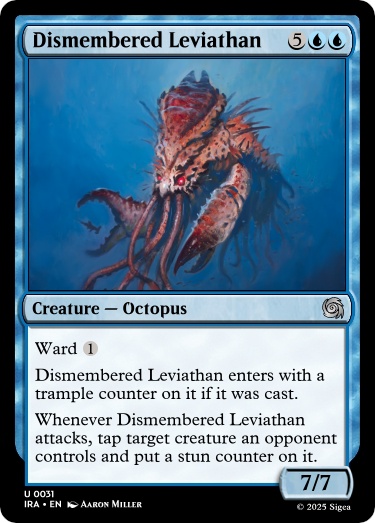 Dismembered Leviathan 5
Creature — Octopus
Ward 1
Dismembered Leviathan enters with a
trample counter on it if it was cast.
Whenever Dismembered Leviathan
attacks, tap target creature an opponent
controls and put a stun counter on it.
7/7
U 0031
IRA • EN Aaron Miller
© 2025 Sigea